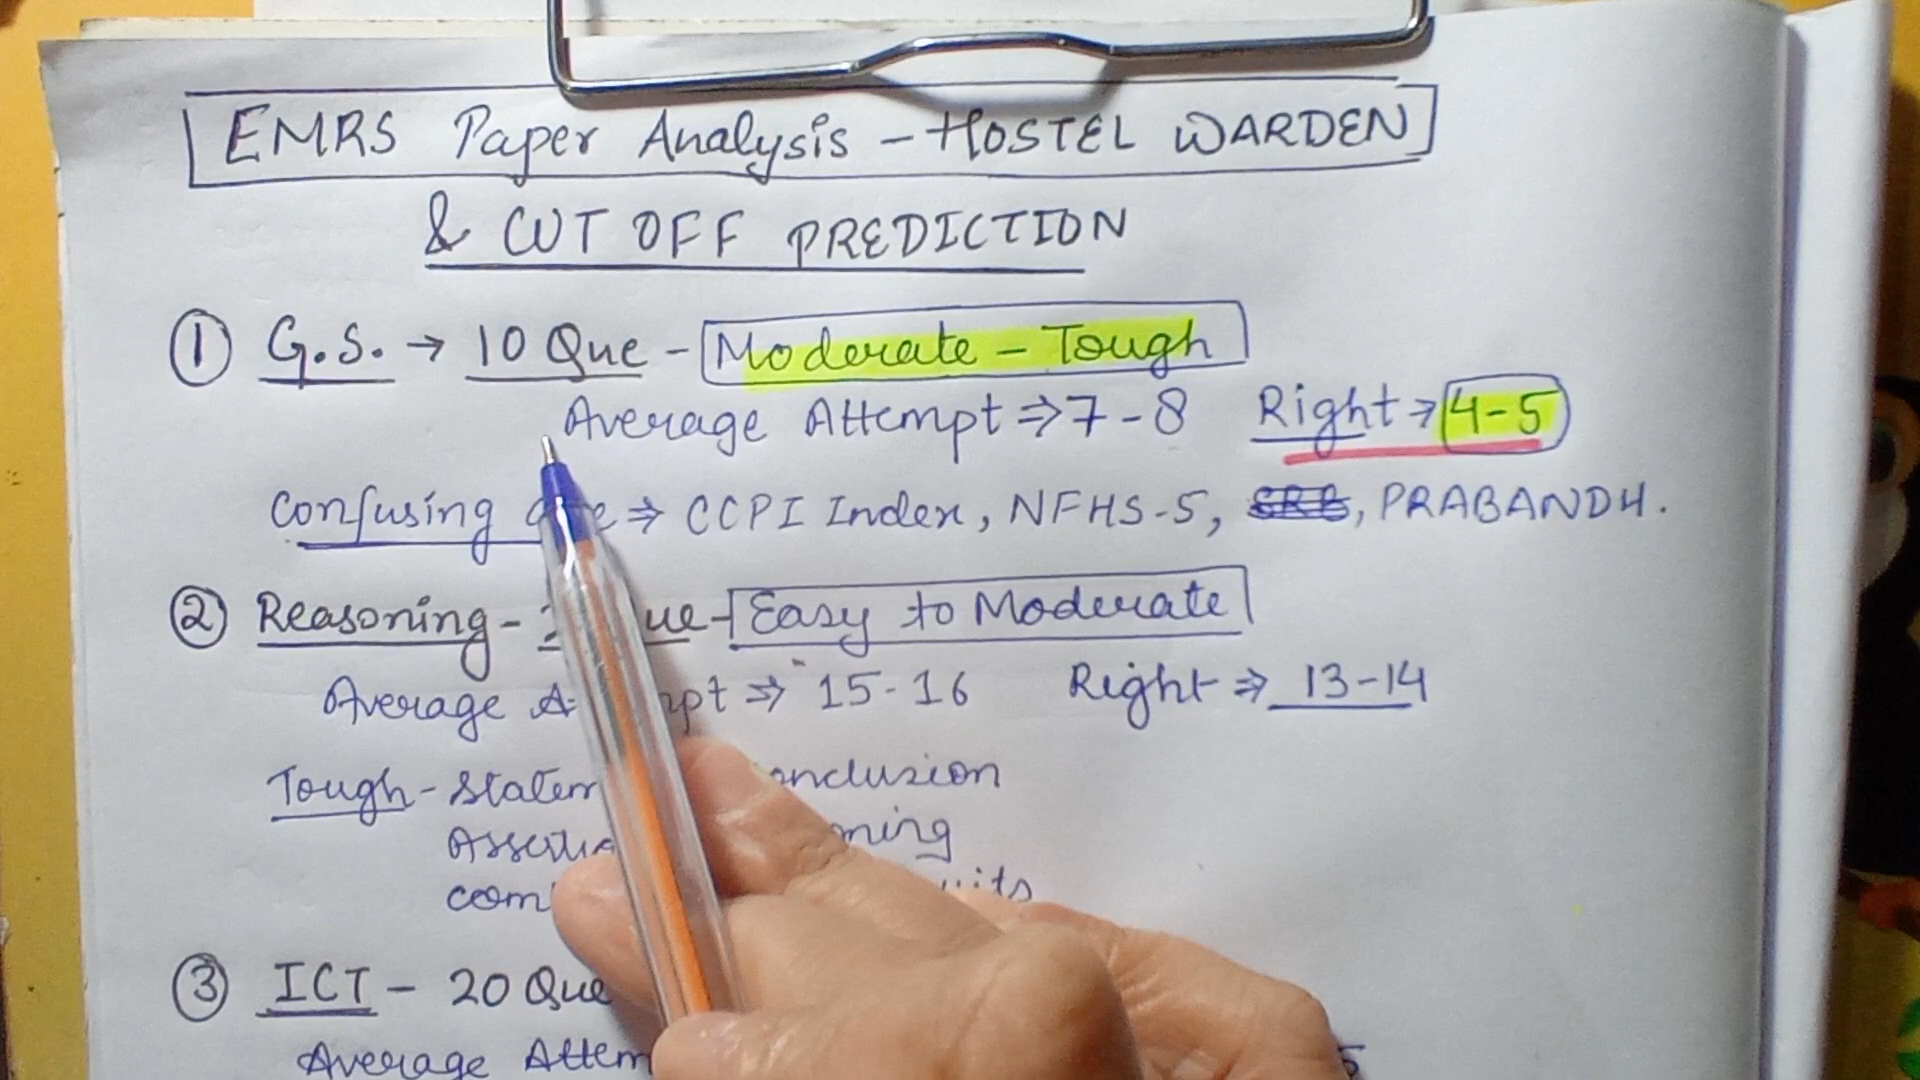 EMRS Paper Analysis - HOSTEL WARDEN
& CUT OFF PREDICTION
① G.S. → 10 Que - Moderate - Tough
Average Attempt ⇒ 7-8 Right → 4-5
Confusing ⇒ CCPI Index, NFHS-5, PRABANDH.
② Reasoning - Easy to Moderate
Average ⇒ 15-16 Right ⇒ 13-14
Tough -
③ ICT - 20 Que
Average